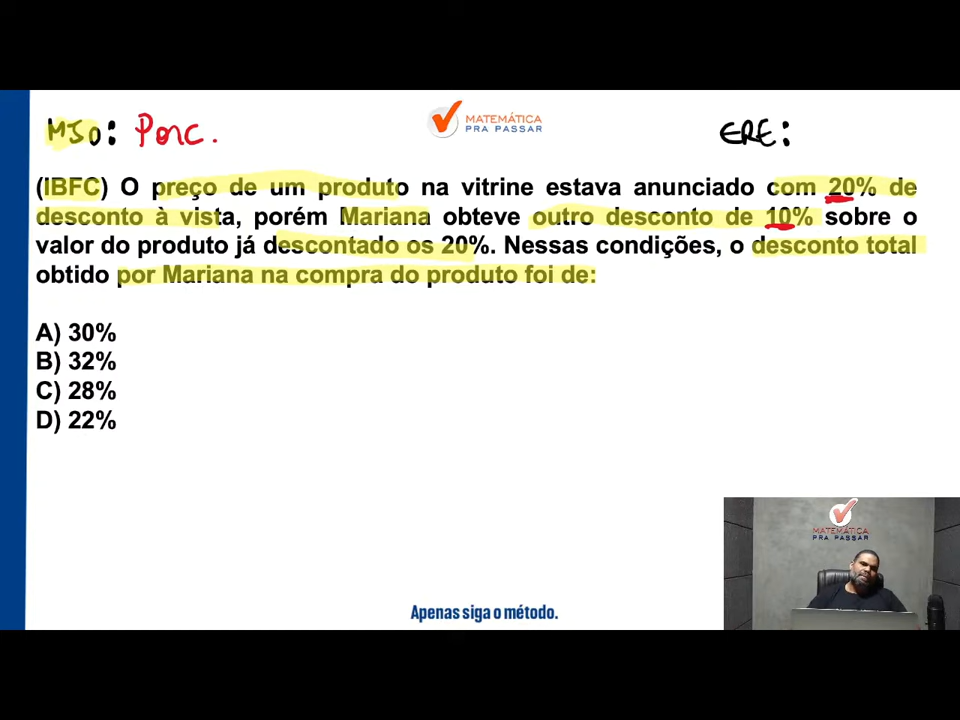 MJO: Porc.
MATEMÁTICA
PRA PASSAR
ERE:
(IBFC) O preço de um produto na vitrine estava anunciado com 20% de
desconto à vista, porém Mariana obteve outro desconto de 10% sobre o
valor do produto já descontado os 20%. Nessas condições, o desconto total
obtido por Mariana na compra do produto foi de:
A) 30%
B) 32%
C) 28%
D) 22%
MATEMÁTICA
PRA PASSAR
Apenas siga o método.